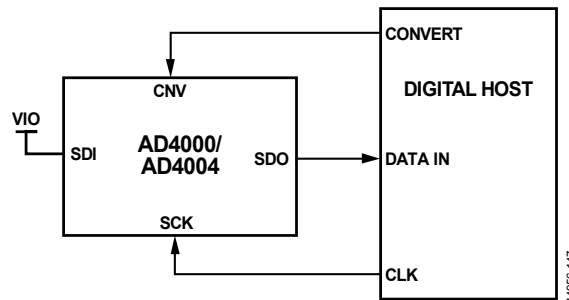 CONVERT
CNV
DIGITAL HOST
VIO
SDI
AD4000/
AD4004
SDO
DATA IN
SCK
CLK